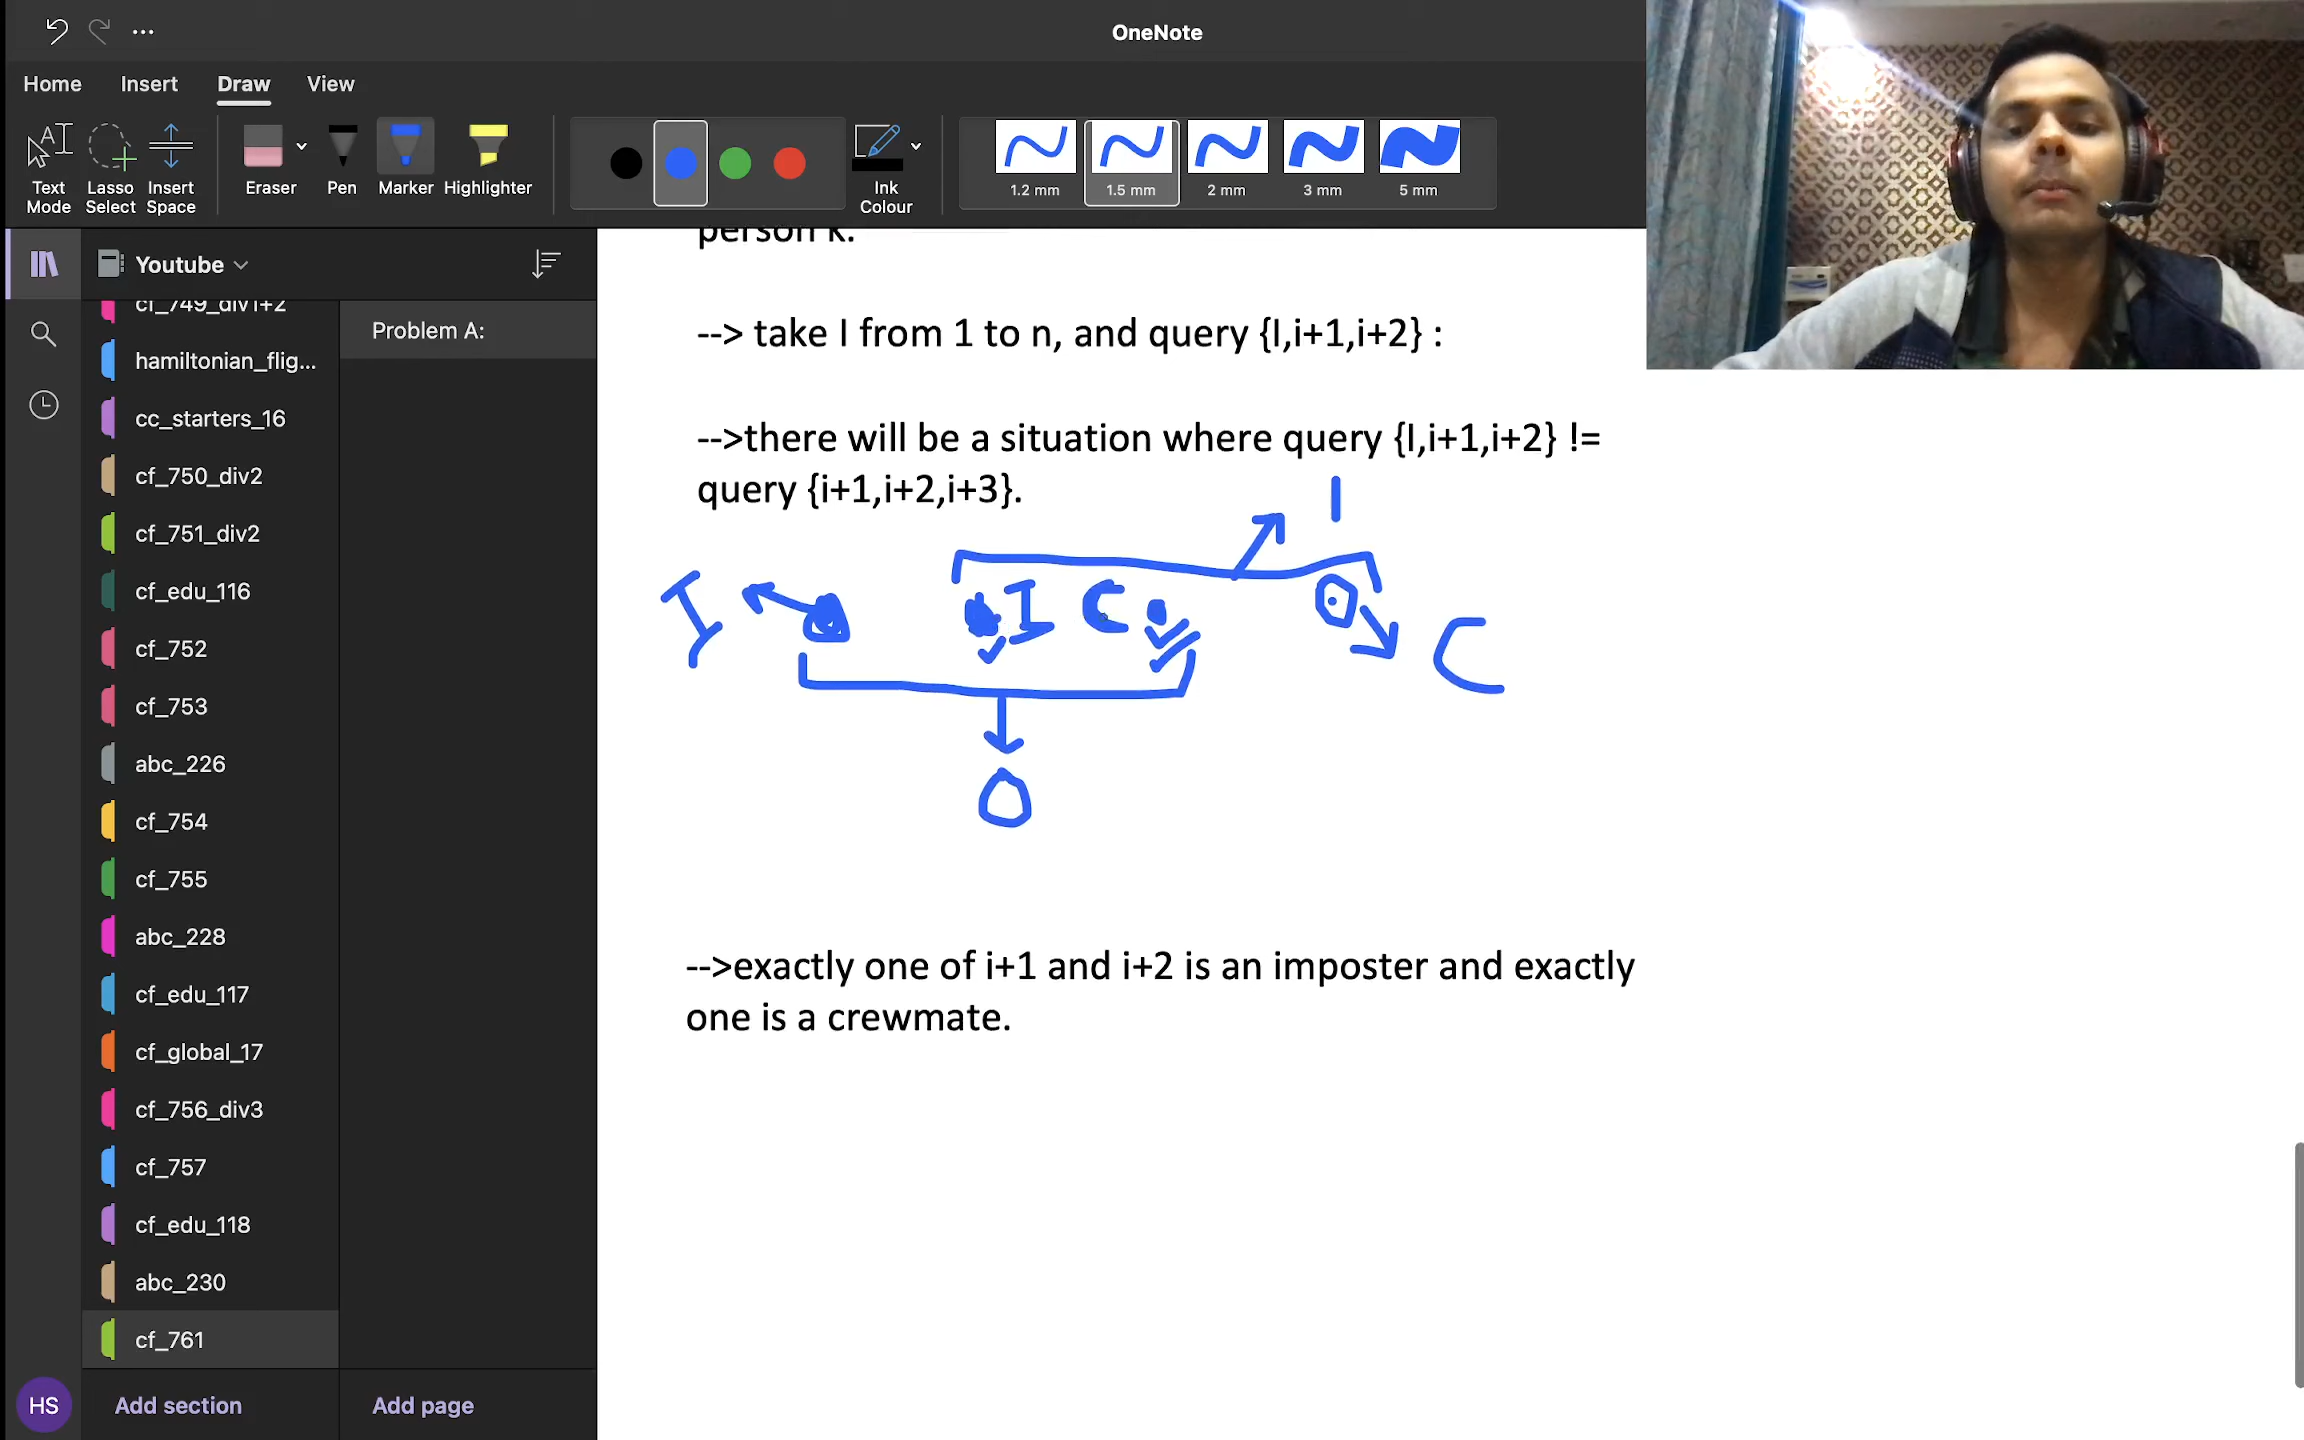 OneNote
Home Insert Draw View
Text Mode
Lasso Select
Insert Space
Eraser
Pen
Marker
Highlighter
Ink Colour
1.2 mm
1.5 mm
2 mm
3 mm
5 mm
Youtube
cf_749_div1+2
hamiltonian_flig...
cc_starters_16
cf_750_div2
cf_751_div2
cf_edu_116
cf_752
cf_753
abc_226
cf_754
cf_755
abc_228
cf_edu_117
cf_global_17
cf_756_div3
cf_757
cf_edu_118
abc_230
cf_761
HS
Add section
Problem A:
Add page
person k.
--> take I from 1 to n, and query {I,i+1,i+2} :
-->there will be a situation where query {I,i+1,i+2} !=
query {i+1,i+2,i+3}.
1
I I C C
0
-->exactly one of i+1 and i+2 is an imposter and exactly
one is a crewmate.